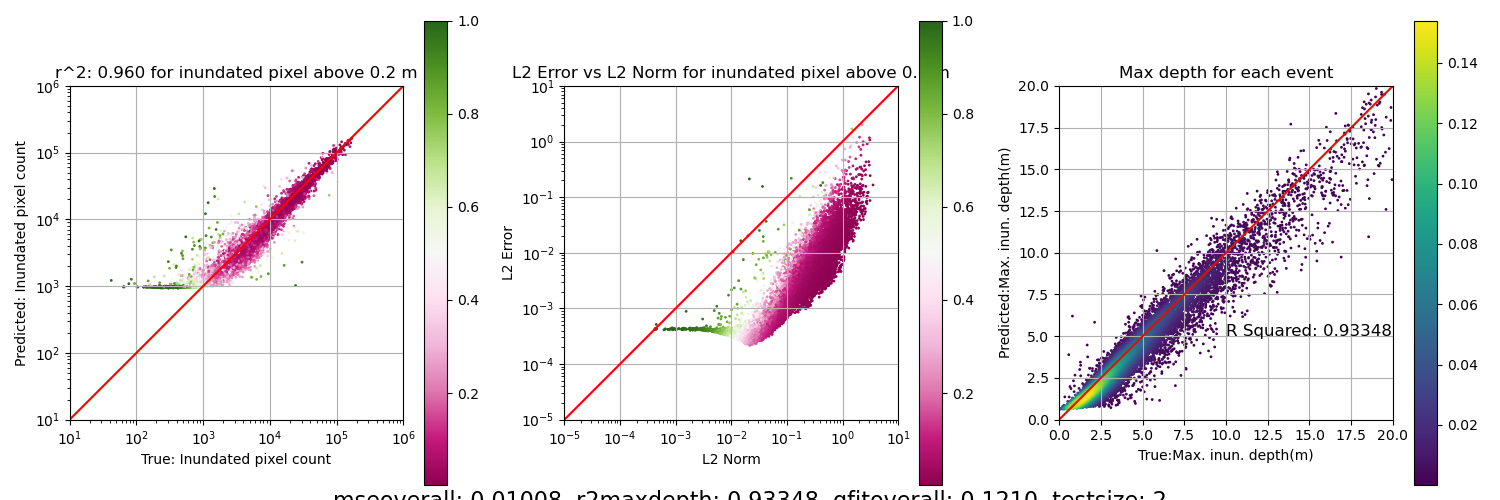 r^2: 0.960 for inundated pixel above 0.2 m
10^6
10^5
10^4
10^3
10^2
10^1
10^1 10^2 10^3 10^4 10^5 10^6
Predicted: Inundated pixel count
True: Inundated pixel count
1.0
0.8
0.6
0.4
0.2
L2 Error vs L2 Norm for inundated pixel above 0.
10^1
10^0
10^-1
10^-2
10^-3
10^-4
10^-5
10^-5 10^-4 10^-3 10^-2 10^-1 10^0 10^1
L2 Error
L2 Norm
1.0
0.8
0.6
0.4
0.2
Max depth for each event
20.0
17.5
15.0
12.5
10.0
7.5
5.0
2.5
0.0
0.0 2.5 5.0 7.5 10.0 12.5 15.0 17.5 20.0
Predicted:Max. inun. depth(m)
True:Max. inun. depth(m)
R Squared: 0.93348
0.14
0.12
0.10
0.08
0.06
0.04
0.02
mseoverall: 0.01008, r2maxdepth: 0.93348, gfitoverall: 0.1210, testsize: 2